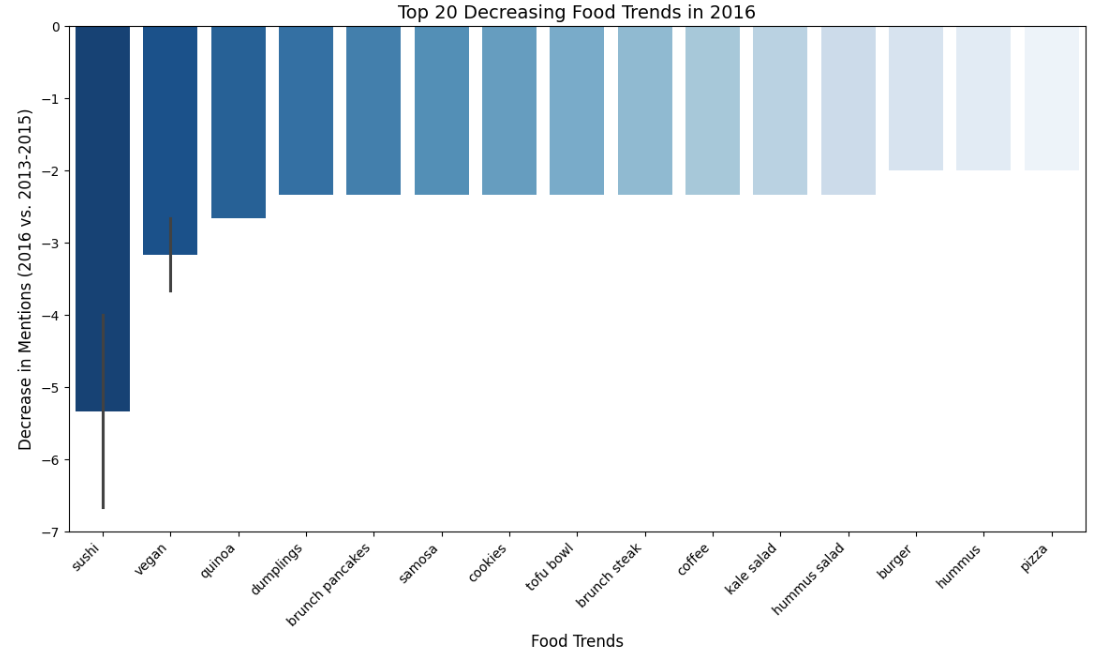 Top 20 Decreasing Food Trends in 2016
Decrease in Mentions (2016 vs. 2013-2015)
0
−1
−2
−3
−4
−5
−6
−7
sushi
vegan
quinoa
dumplings
brunch pancakes
samosa
cookies
tofu bowl
brunch steak
coffee
kale salad
hummus salad
burger
hummus
pizza
Food Trends